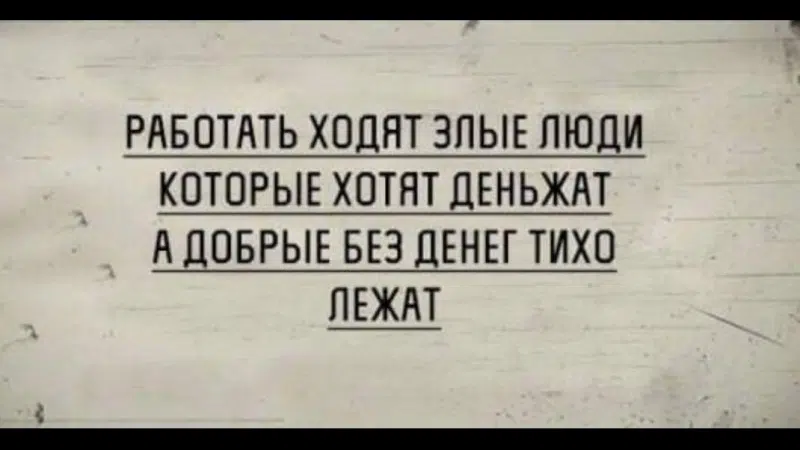 РАБОТАТЬ ХОДЯТ ЗЛЫЕ ЛЮДИ
КОТОРЫЕ ХОТЯТ ДЕНЬЖАТ
А ДОБРЫЕ БЕЗ ДЕНЕГ ТИХО
ЛЕЖАТ